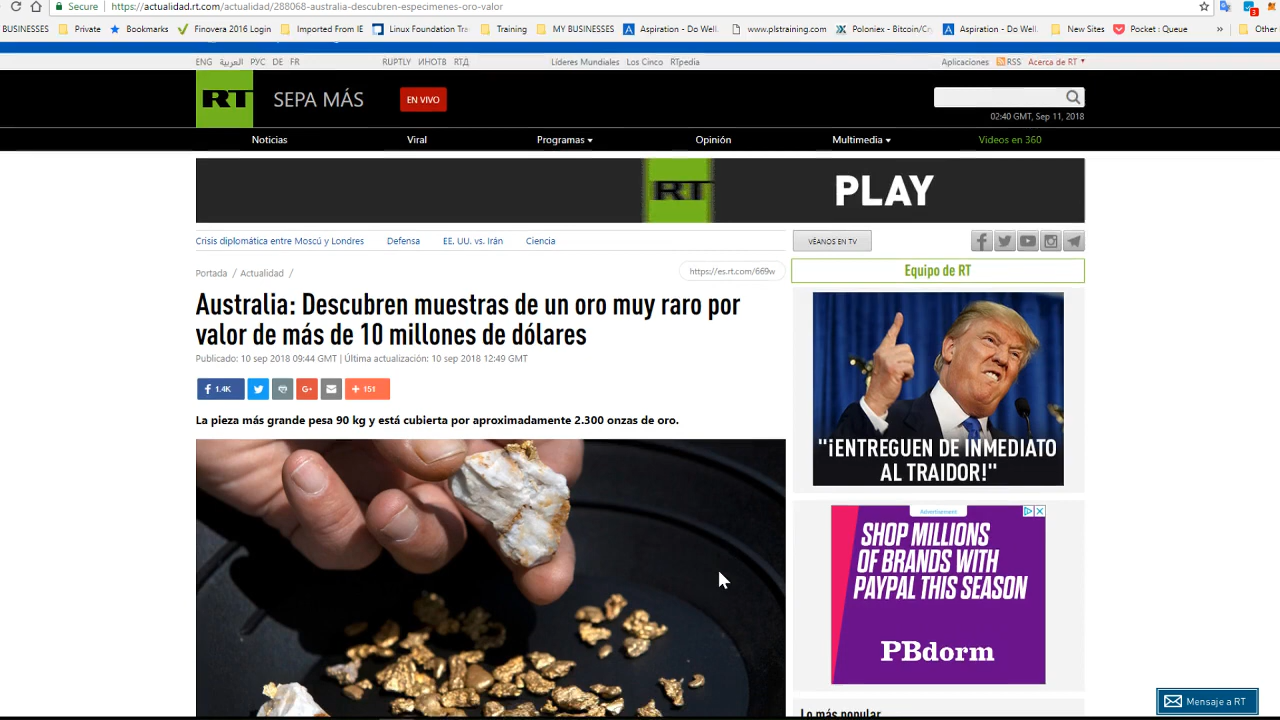 Secure https://actualidad.rt.com/actualidad/288068-australia-descubren-especimenes-oro-valor
BUSINESSES Private Bookmarks Finovera 2016 Login Imported From IE Linux Foundation Tra Training MY BUSINESSES Aspiration - Do Well. www.plstraining.com Poloniex - Bitcoin/Cry Aspiration - Do Well. New Sites Pocket : Queue » Other
ENG العربية РУС DE FR RUPTLY ИНОТВ РТД Líderes Mundiales Los Cinco RTpedia Aplicaciones RSS Acerca de RT
RT SEPA MÁS EN VIVO
02:40 GMT, Sep 11, 2018
Noticias Viral Programas Opinión Multimedia Videos en 360
RT PLAY
Crisis diplomática entre Moscú y Londres Defensa EE. UU. vs. Irán Ciencia VÉANOS EN TV
Portada / Actualidad / https://es.rt.com/669w
Equipo de RT
Australia: Descubren muestras de un oro muy raro por
valor de más de 10 millones de dólares
Publicado: 10 sep 2018 09:44 GMT | Última actualización: 10 sep 2018 12:49 GMT
1.4K G+ 151
La pieza más grande pesa 90 kg y está cubierta por aproximadamente 2.300 onzas de oro.
"¡ENTREGUEN DE INMEDIATO
AL TRAIDOR!"
Advertisement
SHOP MILLIONS
OF BRANDS WITH
PAYPAL THIS SEASON
PBdorm
Lo más popular
Mensaje a RT